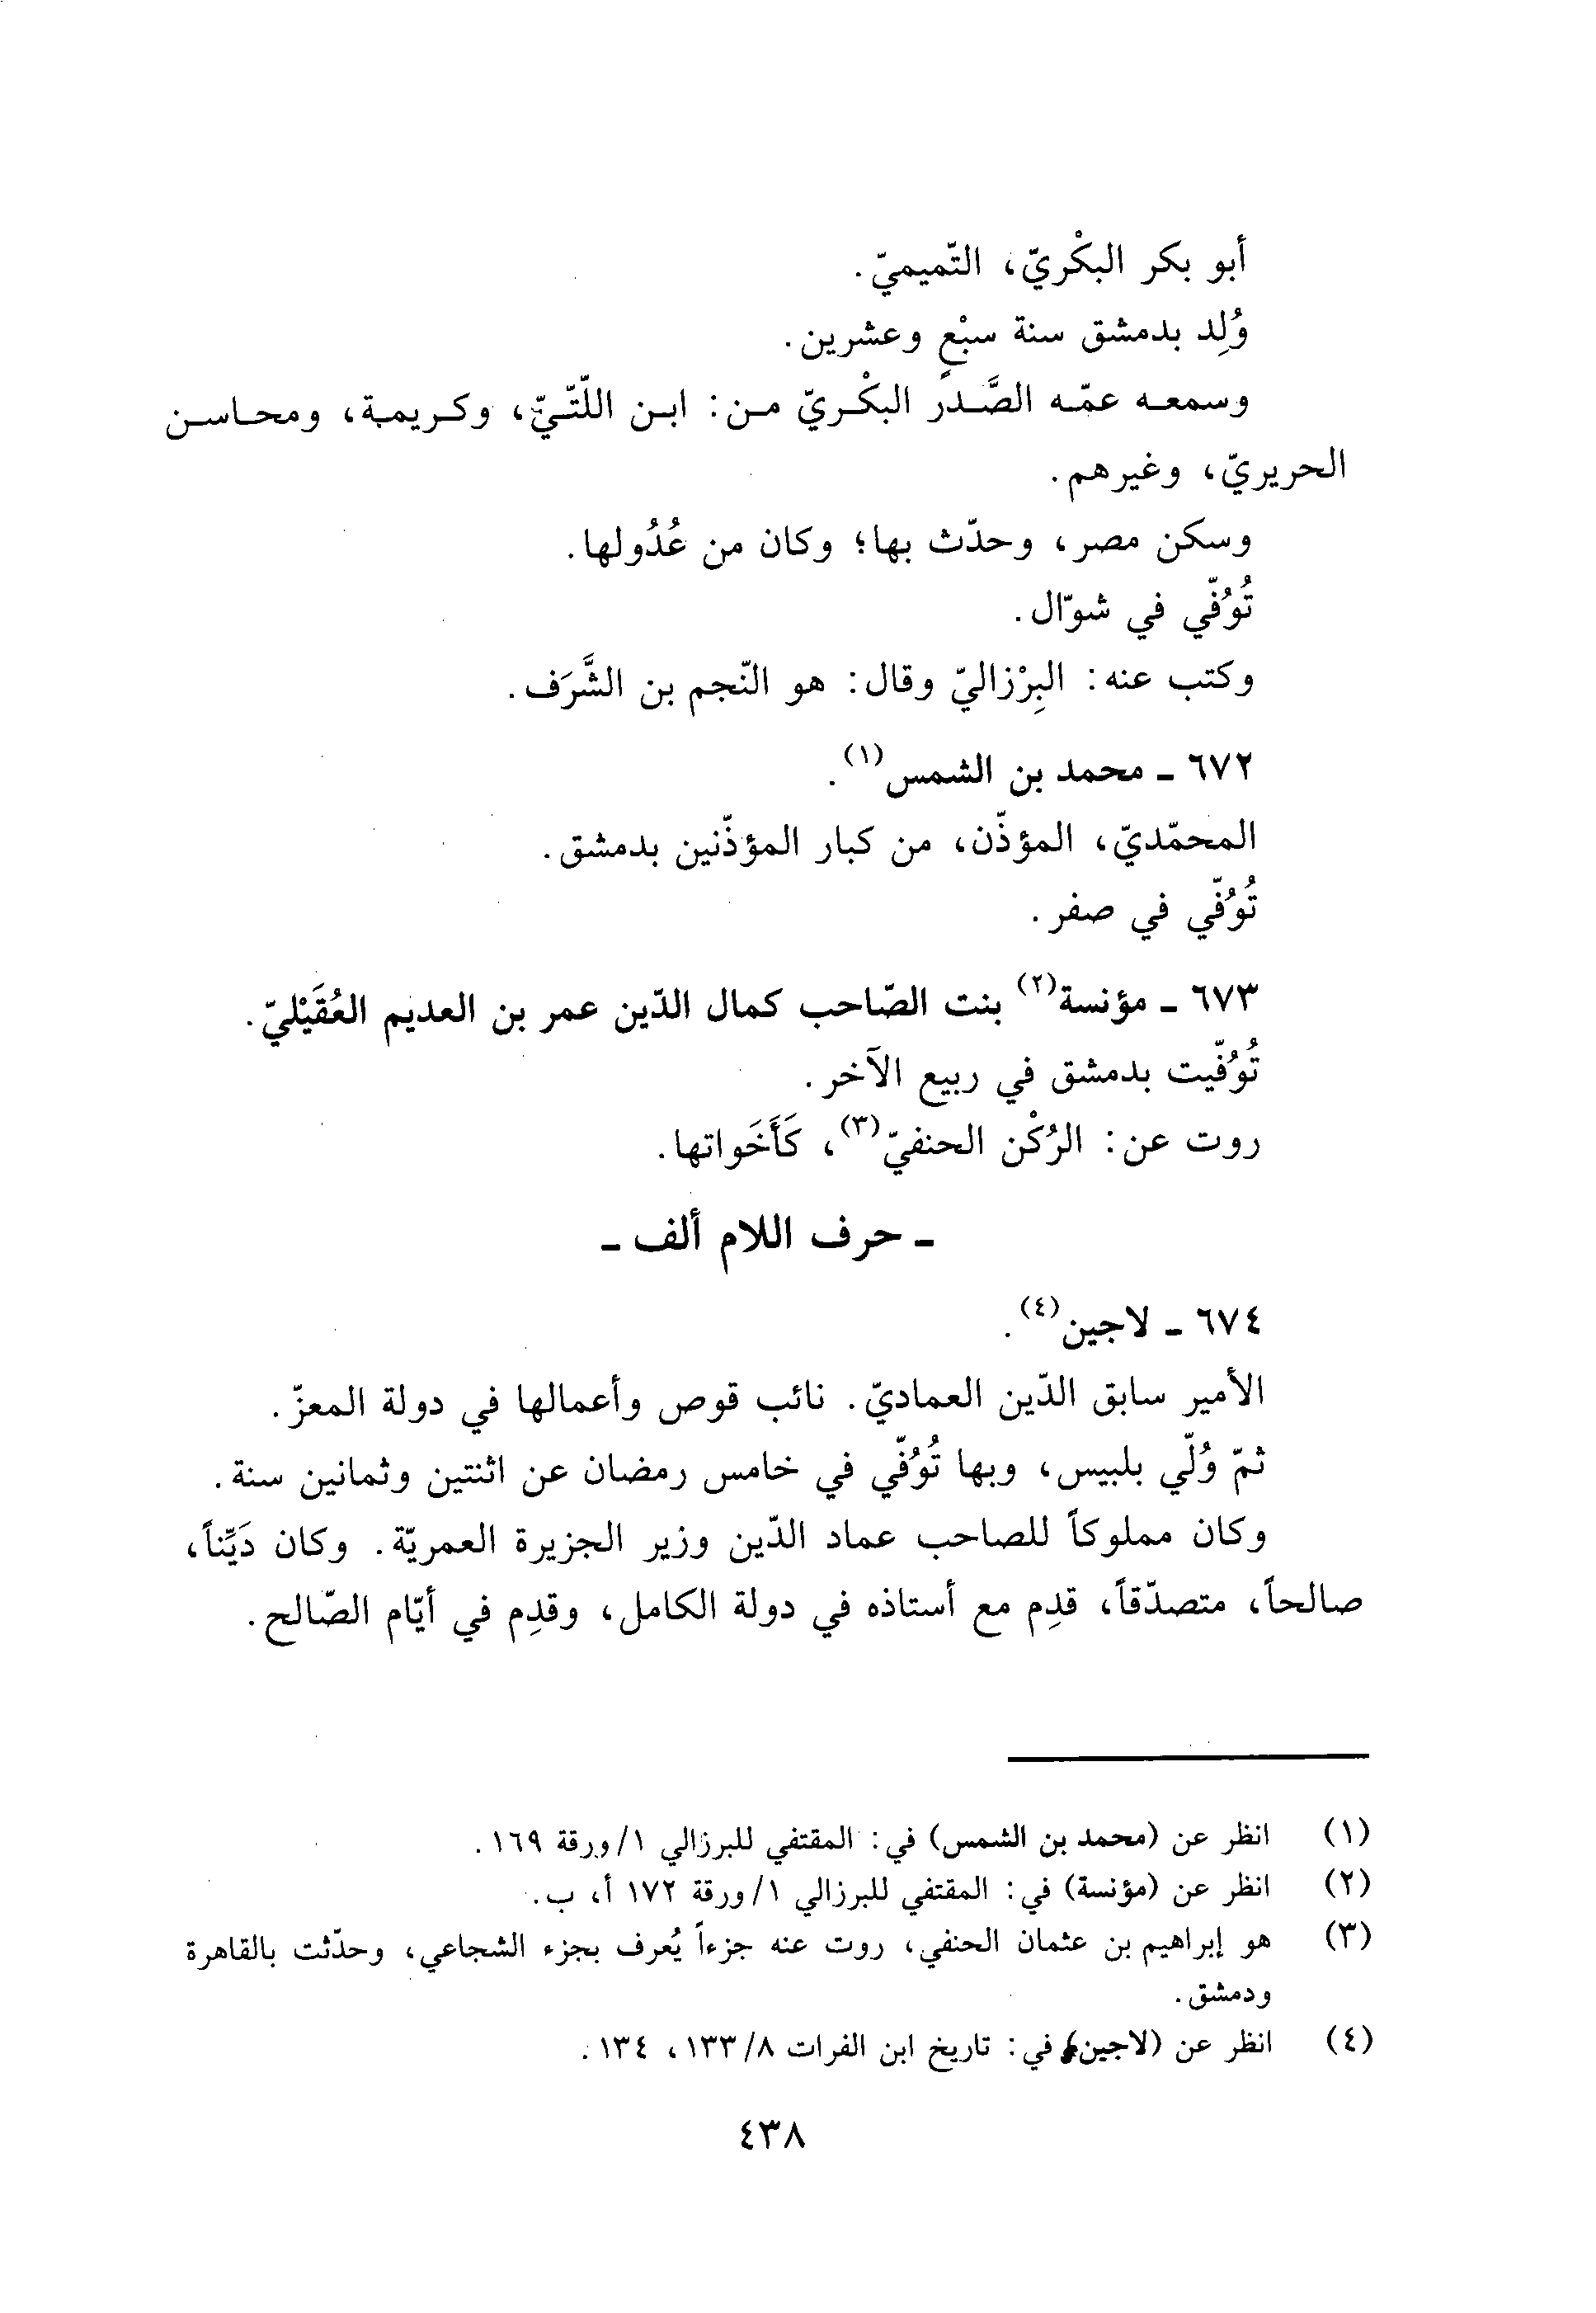 أبو بكر البكْريّ، التّميميّ.
وُلِد بدمشق سنة سبْعٍ وعشرين.
وسمعه عمّه الصَّدر البكْريّ من: ابن اللّتّيّ، وكريمة، ومحاسن
الحريريّ، وغيرهم.
وسكن مصر، وحدّث بها؛ وكان من عُدُولها.
تُوُفّي في شوّال.
وكتب عنه: البِرْزاليّ وقال: هو النّجم بن الشَّرَف.
٦٧٢ ـ محمد بن الشمس(١).
المحمّديّ، المؤذّن، من كبار المؤذّنين بدمشق.
تُوُفّي في صفر.
٦٧٣ ـ مؤنسة(٢) بنت الصّاحب كمال الدّين عمر بن العديم العُقَيْليّ.
تُوُفّيت بدمشق في ربيع الآخر.
روت عن: الرُكْن الحنفيّ(٣)، كَأَخَواتها.
ـ حرف اللام ألف ـ
٦٧٤ ـ لاجين(٤).
الأمير سابق الدّين العماديّ. نائب قوص وأعمالها في دولة المعزّ.
ثمّ وُلّي بلبيس، وبها تُوُفّي في خامس رمضان عن اثنتين وثمانين سنة.
وكان مملوكاً للصاحب عماد الدّين وزير الجزيرة العمريّة. وكان دَيِّناً،
صالحاً، متصدّقاً، قدِم مع أستاذه في دولة الكامل، وقدِم في أيّام الصّالح.
(١) انظر عن (محمد بن الشمس) في: المقتفي للبرزالي ١/ورقة ١٦٩.
(٢) انظر عن (مؤنسة) في: المقتفي للبرزالي ١/ورقة ١٧٢ أ، ب.
(٣) هو إبراهيم بن عثمان الحنفي، روت عنه جزءاً يُعرف بجزء الشجاعي، وحدّثت بالقاهرة
ودمشق.
(٤) انظر عن (لاجين) في: تاريخ ابن الفرات ٨/١٣٣، ١٣٤.
٤٣٨